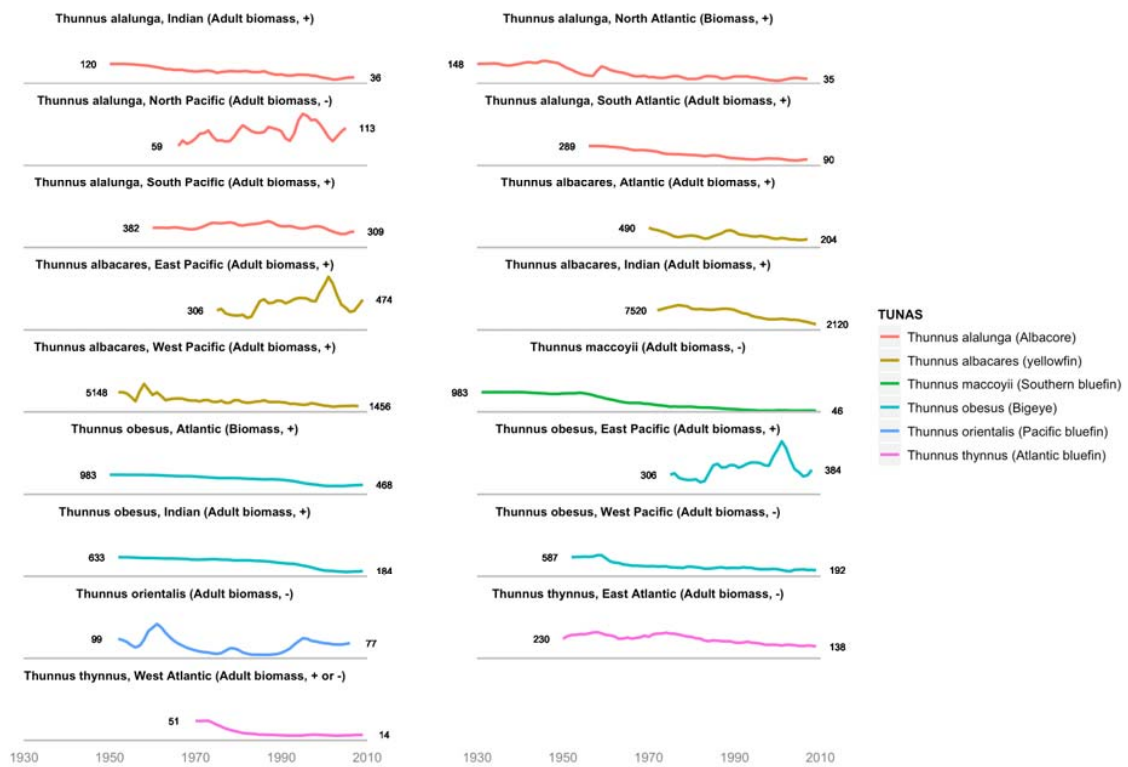 Thunnus alalunga, Indian (Adult biomass, +)
120
36
Thunnus alalunga, North Atlantic (Biomass, +)
148
35
Thunnus alalunga, North Pacific (Adult biomass, -)
59
113
Thunnus alalunga, South Atlantic (Adult biomass, +)
289
90
Thunnus alalunga, South Pacific (Adult biomass, +)
382
309
Thunnus albacares, Atlantic (Adult biomass, +)
490
204
Thunnus albacares, East Pacific (Adult biomass, +)
306
474
Thunnus albacares, Indian (Adult biomass, +)
7520
2120
Thunnus albacares, West Pacific (Adult biomass, +)
5148
1456
Thunnus maccoyii (Adult biomass, -)
983
46
Thunnus obesus, Atlantic (Biomass, +)
983
468
Thunnus obesus, East Pacific (Adult biomass, +)
306
384
Thunnus obesus, Indian (Adult biomass, +)
633
184
Thunnus obesus, West Pacific (Adult biomass, -)
587
192
Thunnus orientalis (Adult biomass, -)
99
77
Thunnus thynnus, East Atlantic (Adult biomass, -)
230
138
Thunnus thynnus, West Atlantic (Adult biomass, + or -)
51
14
1930 1950 1970 1990 2010
1930 1950 1970 1990 2010
TUNAS
Thunnus alalunga (Albacore)
Thunnus albacares (yellowfin)
Thunnus maccoyii (Southern bluefin)
Thunnus obesus (Bigeye)
Thunnus orientalis (Pacific bluefin)
Thunnus thynnus (Atlantic bluefin)